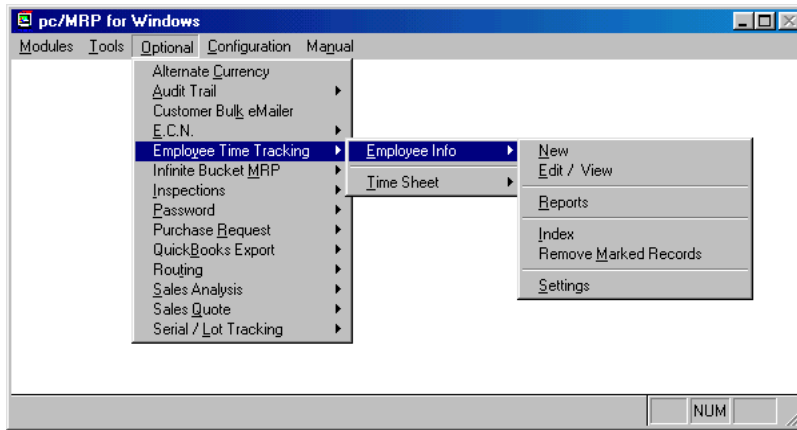 pc/MRP for Windows
Modules Tools Optional Configuration Manual
Alternate Currency
Audit Trail
Customer Bulk eMailer
E.C.N.
Employee Time Tracking
Infinite Bucket MRP
Inspections
Password
Purchase Request
QuickBooks Export
Routing
Sales Analysis
Sales Quote
Serial / Lot Tracking
Employee Info
Time Sheet
New
Edit / View
Reports
Index
Remove Marked Records
Settings
NUM